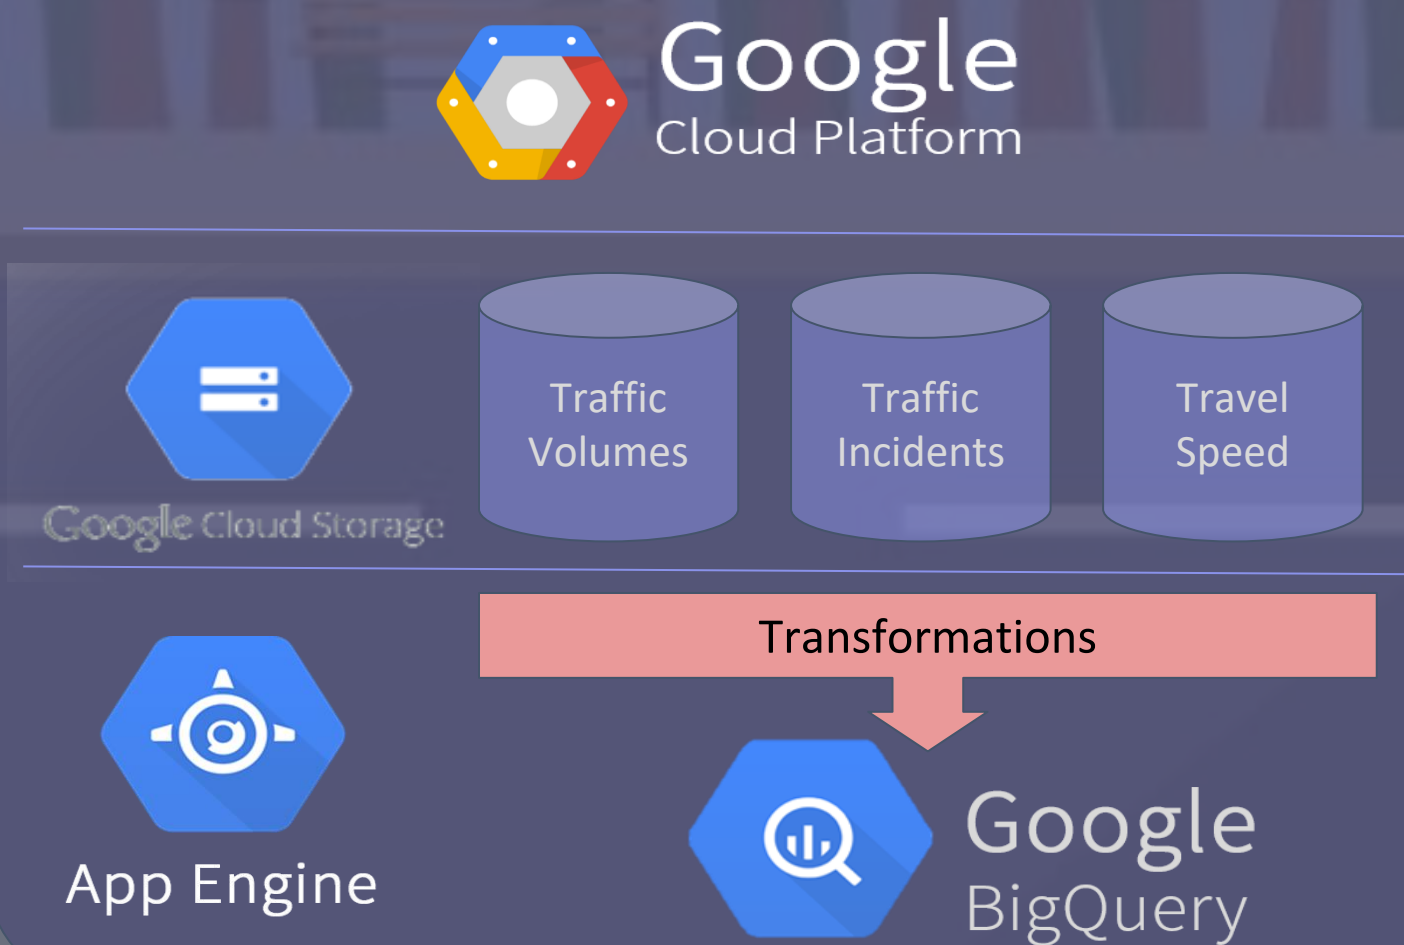 Google
Cloud Platform
Traffic
Volumes
Traffic
Incidents
Travel
Speed
Google Cloud Storage
Transformations
App Engine
Google
BigQuery